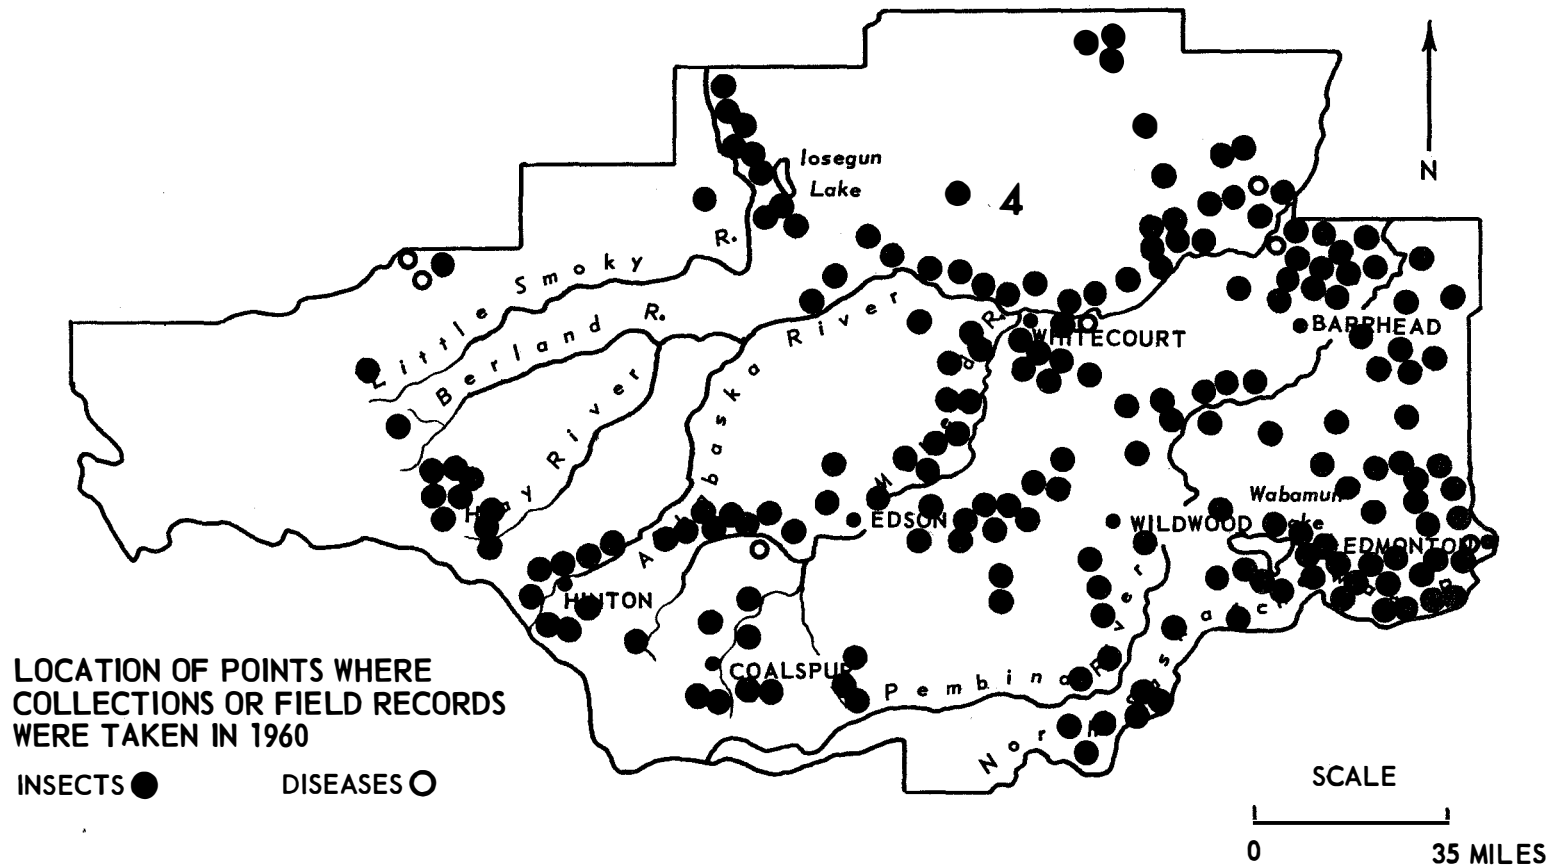 Iosegun
Lake
4
N
Little Smoky R.
Berland R.
Hay River
Athabaska River
McLeod R.
WHITECOURT
BARRHEAD
Wabamun
Lake
EDSON
WILDWOOD
EDMONTON
HINTON
COALSPUR
Pembina River
North Saskatchewan R.
LOCATION OF POINTS WHERE
COLLECTIONS OR FIELD RECORDS
WERE TAKEN IN 1960
INSECTS
DISEASES
SCALE
0 35 MILES